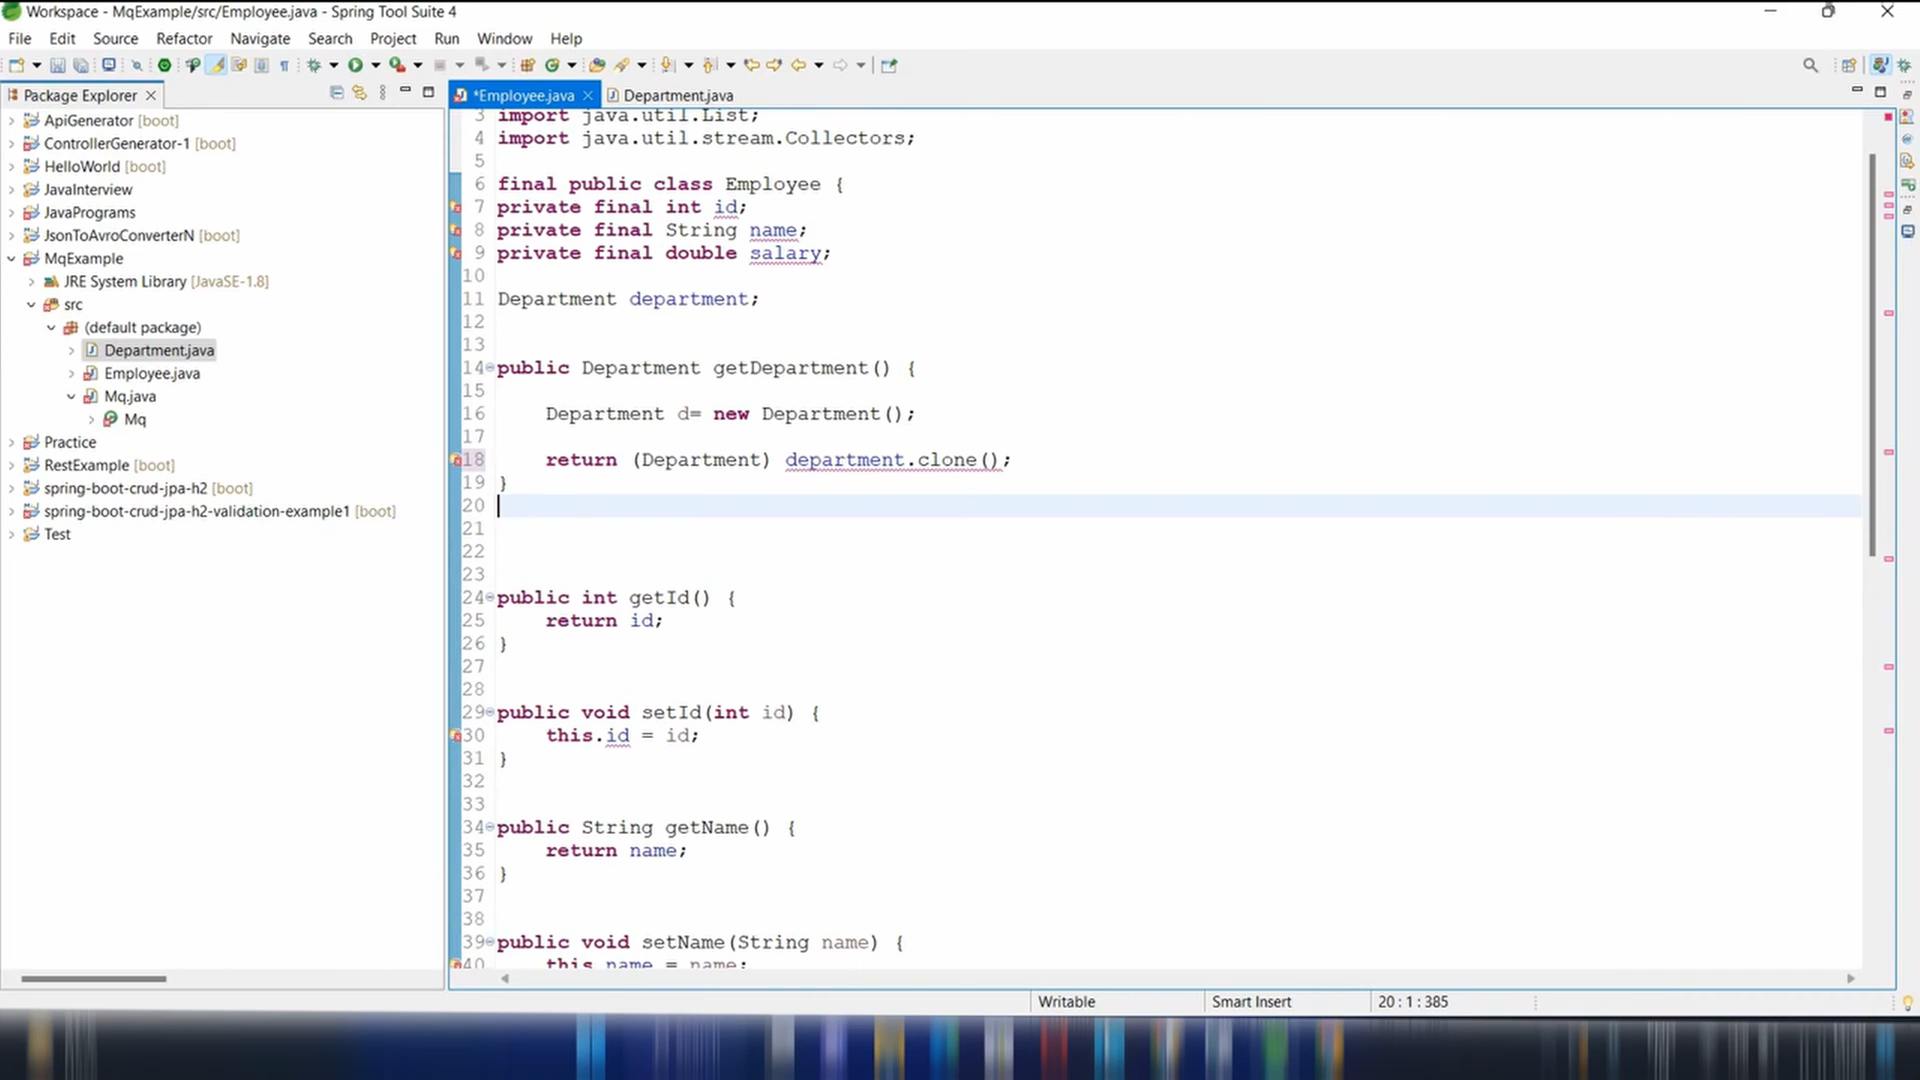 Workspace - MqExample/src/Employee.java - Spring Tool Suite 4
File Edit Source Refactor Navigate Search Project Run Window Help
Package Explorer
ApiGenerator [boot]
ControllerGenerator-1 [boot]
HelloWorld [boot]
JavaInterview
JavaPrograms
JsonToAvroConverterN [boot]
MqExample
JRE System Library [JavaSE-1.8]
src
(default package)
Department.java
Employee.java
Mq.java
Mq
Practice
RestExample [boot]
spring-boot-crud-jpa-h2 [boot]
spring-boot-crud-jpa-h2-validation-example1 [boot]
Test
*Employee.java Department.java
3 import java.util.List;
4 import java.util.stream.Collectors;
5
6 final public class Employee {
7 private final int id;
8 private final String name;
9 private final double salary;
10
11 Department department;
12
13
14 public Department getDepartment() {
15
16 Department d= new Department();
17
18 return (Department) department.clone();
19 }
20
21
22
23
24 public int getId() {
25 return id;
26 }
27
28
29 public void setId(int id) {
30 this.id = id;
31 }
32
33
34 public String getName() {
35 return name;
36 }
37
38
39 public void setName(String name) {
40 this.name = name;
Writable Smart Insert 20 : 1 : 385